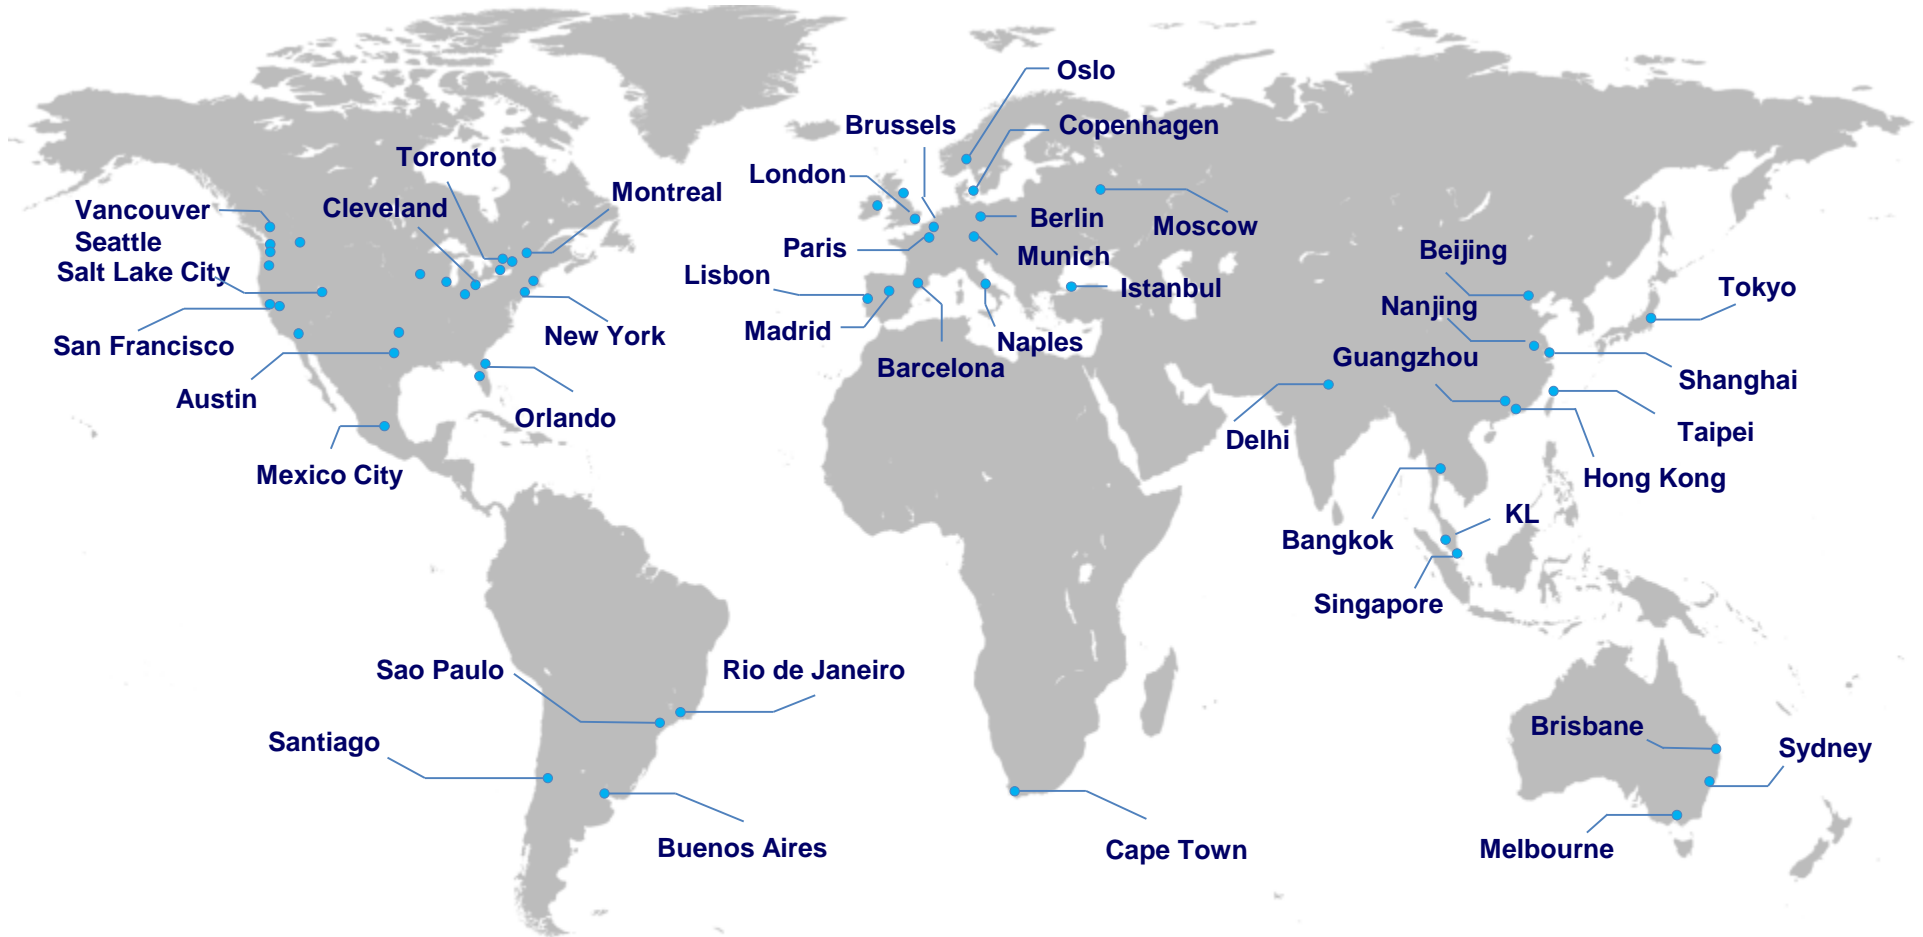 Oslo
Brussels
Copenhagen
Toronto
London
Montreal
Vancouver
Cleveland
Berlin
Moscow
Seattle
Paris
Munich
Beijing
Salt Lake City
Lisbon
Istanbul
Tokyo
Nanjing
San Francisco
New York
Madrid
Naples
Guangzhou
Barcelona
Shanghai
Austin
Orlando
Delhi
Taipei
Mexico City
Hong Kong
KL
Bangkok
Singapore
Sao Paulo
Rio de Janeiro
Brisbane
Santiago
Sydney
Buenos Aires
Cape Town
Melbourne